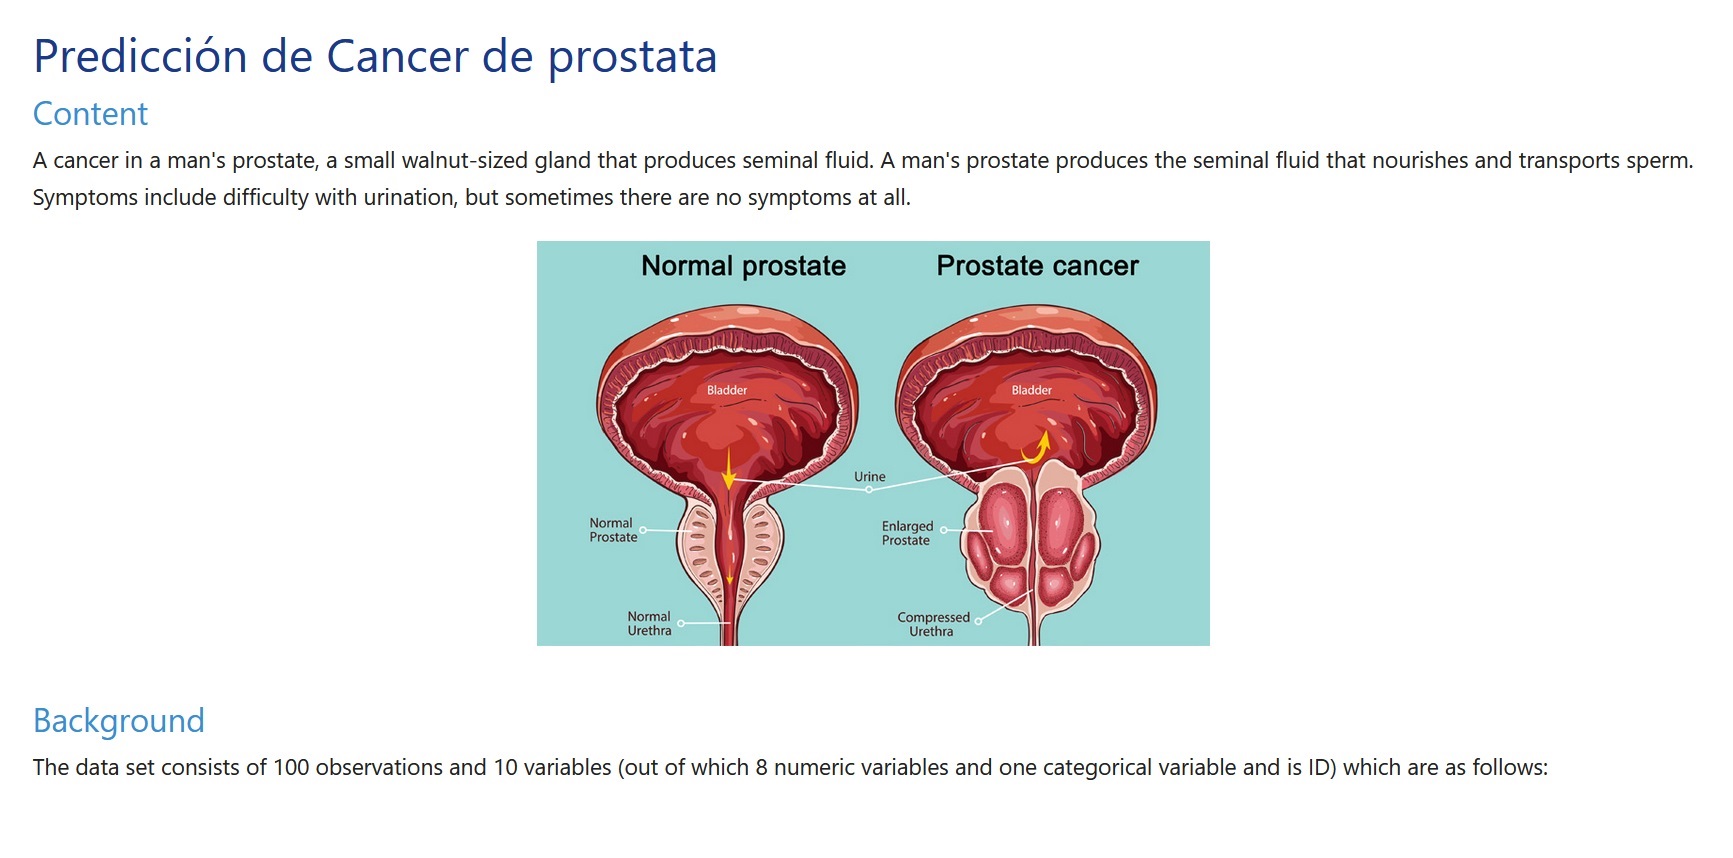 Predicción de Cancer de prostata
Content
A cancer in a man's prostate, a small walnut-sized gland that produces seminal fluid. A man's prostate produces the seminal fluid that nourishes and transports sperm.
Symptoms include difficulty with urination, but sometimes there are no symptoms at all.
Normal prostate
Prostate cancer
Bladder
Bladder
Urine
Normal
Prostate
Enlarged
Prostate
Normal
Urethra
Compressed
Urethra
Background
The data set consists of 100 observations and 10 variables (out of which 8 numeric variables and one categorical variable and is ID) which are as follows: